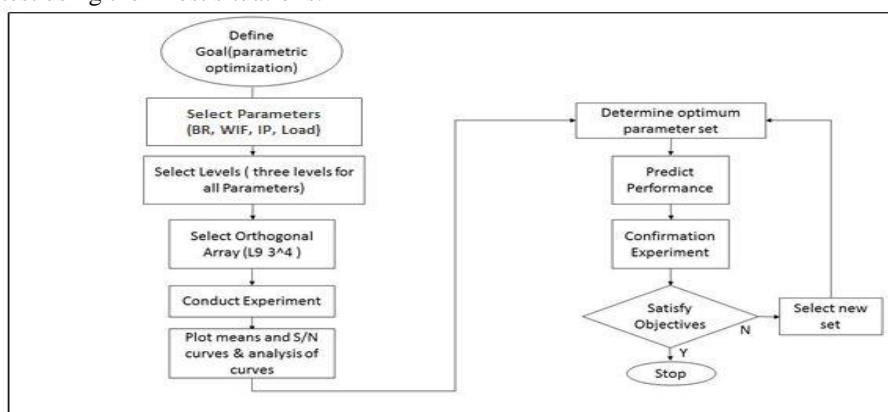 Define
Goal(parametric
optimization)
Select Parameters
(BR, WIF, IP, Load)
Select Levels ( three levels for
all Parameters)
Select Orthogonal
Array (L9 3^4 )
Conduct Experiment
Plot means and S/N
curves & analysis of
curves
Determine optimum
parameter set
Predict
Performance
Confirmation
Experiment
Satisfy
Objectives
N
Select new
set
Y
Stop